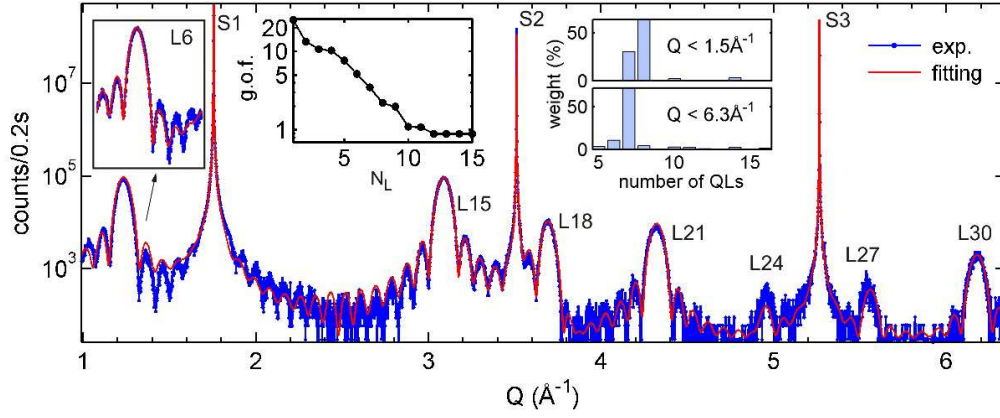 L6
S1
S2
S3
25
20
10
5
1
g.o.f.
5
10
15
N_L
50
0
50
0
weight (%)
Q < 1.5Å⁻¹
Q < 6.3Å⁻¹
5
10
15
number of QLs
exp.
fitting
10⁷
10⁵
10³
counts/0.2s
L15
L18
L21
L24
L27
L30
1
2
3
4
5
6
Q (Å⁻¹)